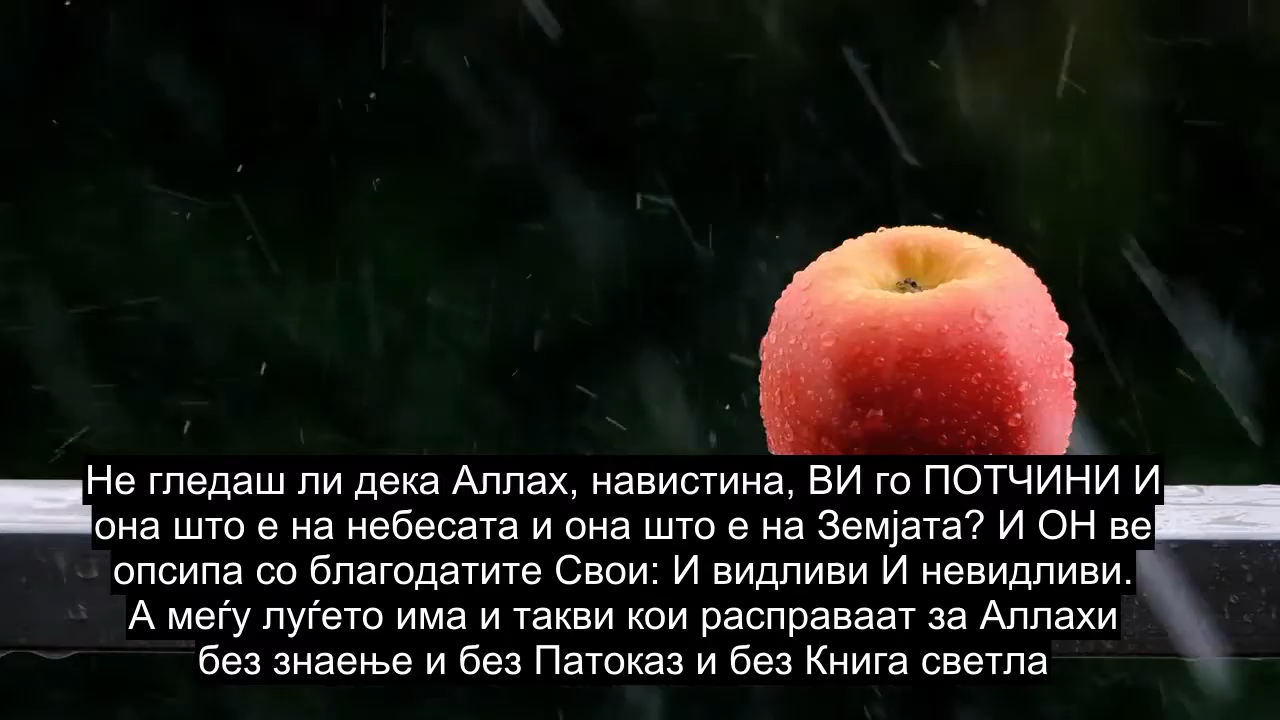 Не гледаш ли дека Аллах, навистина, ВИ го ПОТЧИНИ И
она што е на небесата и она што е на Земјата? И ОН ве
опсипа со благодатите Свои: И видливи И невидливи.
А меѓу луѓето има и такви кои расправаат за Аллахи
без знаење и без Патоказ и без Книга светла